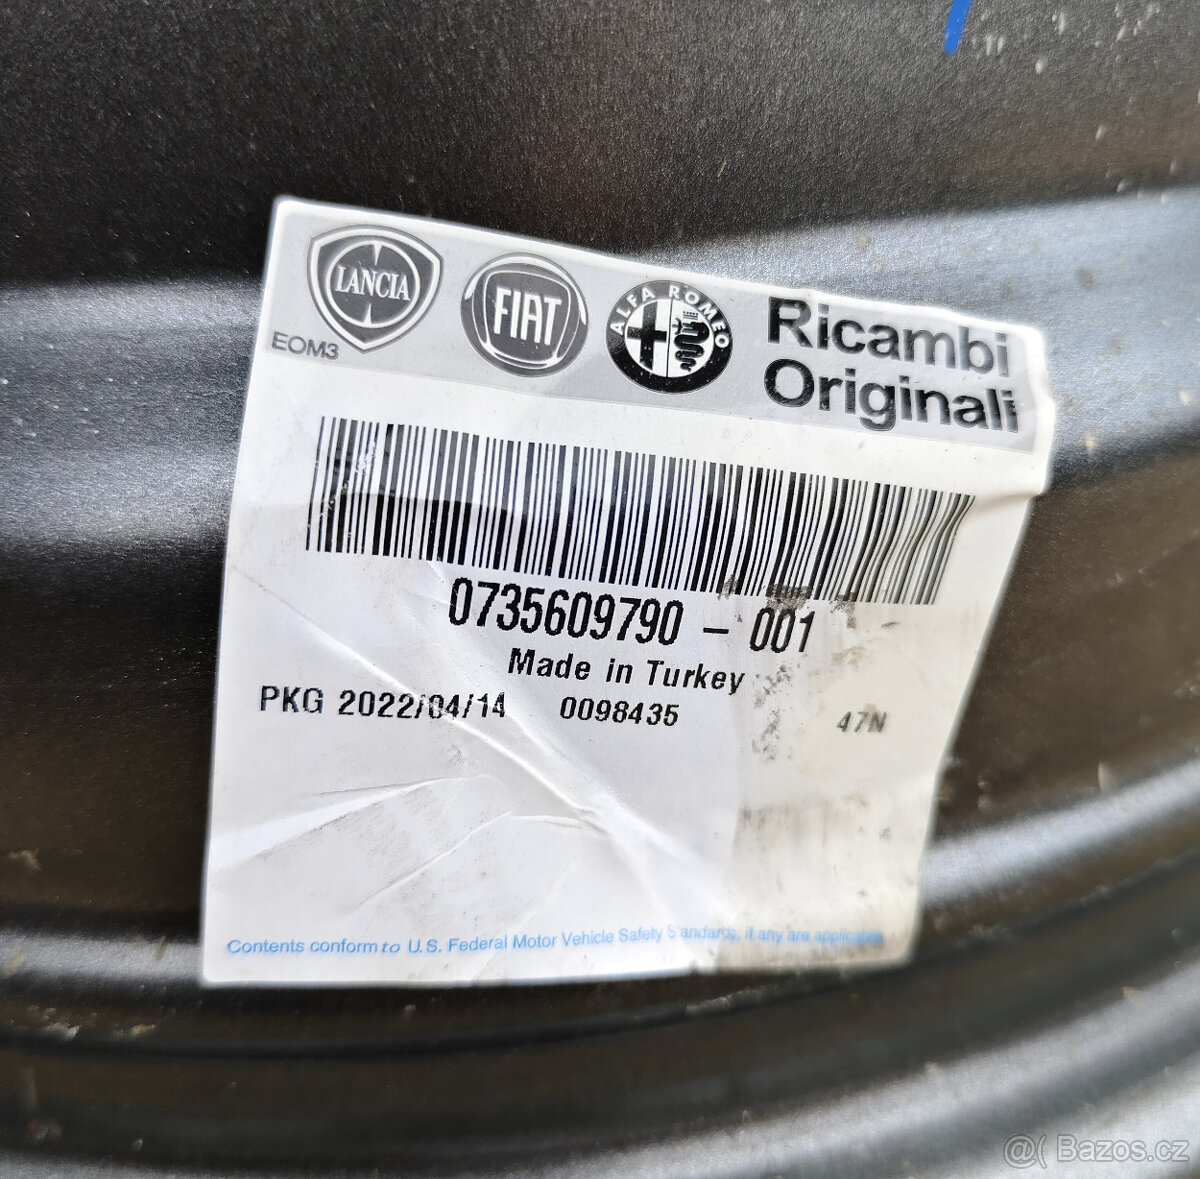 LANCIA
FIAT
ALFA ROMEO
Ricambi
Originali
EOM3
0735609790 - 001
Made in Turkey
PKG 2022/04/14 0098435 47N
Contents conform to U.S. Federal Motor Vehicle Safety Standards, if any are applicable
@( Bazos.cz